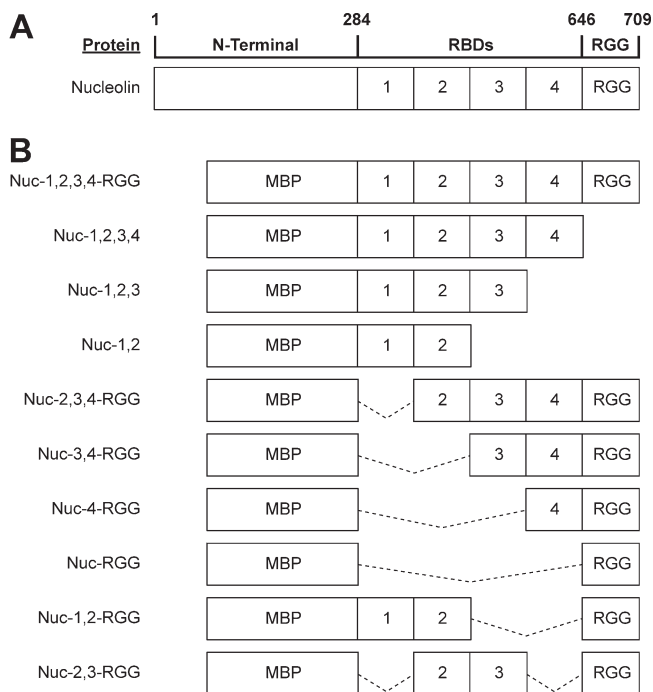 A
1 284 646 709
Protein N-Terminal RBDs RGG
Nucleolin 1 2 3 4 RGG
B
Nuc-1,2,3,4-RGG MBP 1 2 3 4 RGG
Nuc-1,2,3,4 MBP 1 2 3 4
Nuc-1,2,3 MBP 1 2 3
Nuc-1,2 MBP 1 2
Nuc-2,3,4-RGG MBP 2 3 4 RGG
Nuc-3,4-RGG MBP 3 4 RGG
Nuc-4-RGG MBP 4 RGG
Nuc-RGG MBP RGG
Nuc-1,2-RGG MBP 1 2 RGG
Nuc-2,3-RGG MBP 2 3 RGG